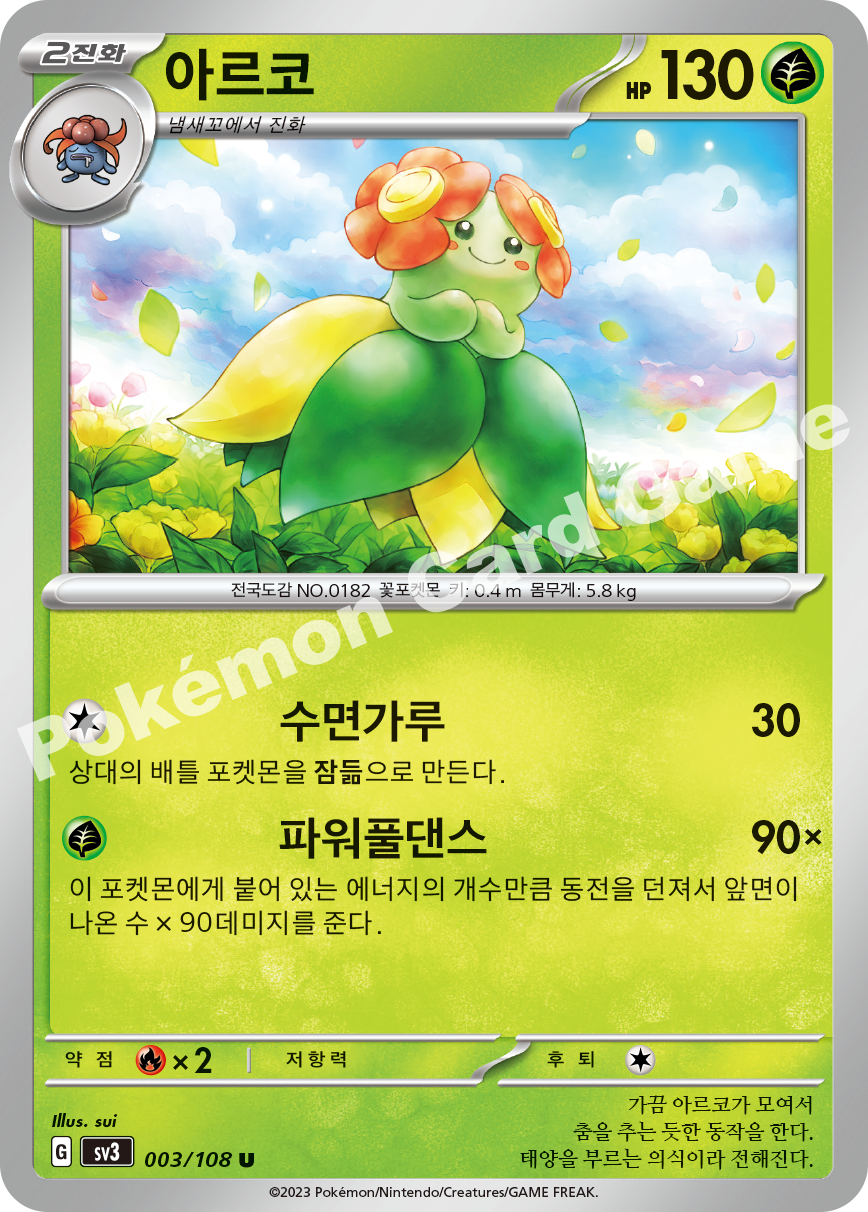 2진화
아르코
HP 130
냄새꼬에서 진화
전국도감 NO.0182 꽃포켓몬 키: 0.4 m 몸무게: 5.8 kg
수면가루 30
상대의 배틀 포켓몬을 잠듦으로 만든다.
파워풀댄스 90×
이 포켓몬에게 붙어 있는 에너지의 개수만큼 동전을 던져서 앞면이
나온 수 × 90데미지를 준다.
약점 ×2 저항력 후퇴
가끔 아르코가 모여서
춤을 추는 듯한 동작을 한다.
태양을 부르는 의식이라 전해진다.
Illus. sui
G sv3 003/108 U
©2023 Pokémon/Nintendo/Creatures/GAME FREAK.
Pokémon Card Game